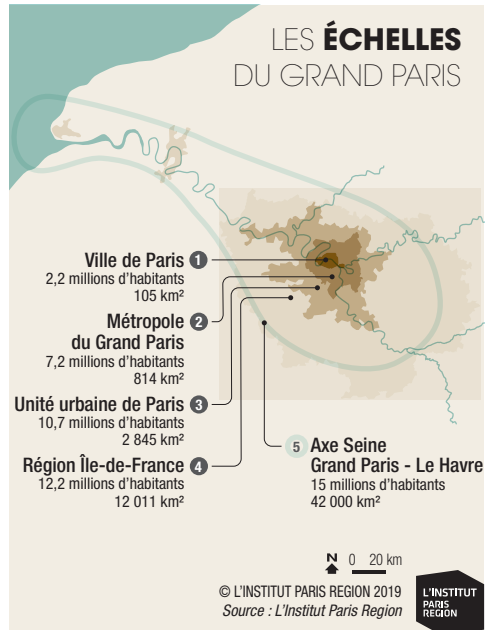 LES ÉCHELLES
DU GRAND PARIS
Ville de Paris 1
2,2 millions d'habitants
105 km²
Métropole 2
du Grand Paris
7,2 millions d'habitants
814 km²
Unité urbaine de Paris 3
10,7 millions d'habitants
2 845 km²
Région Île-de-France 4
12,2 millions d'habitants
12 011 km²
5 Axe Seine
Grand Paris - Le Havre
15 millions d'habitants
42 000 km²
N 0 20 km
© L'INSTITUT PARIS REGION 2019
Source : L'Institut Paris Region
L'INSTITUT
PARIS
REGION